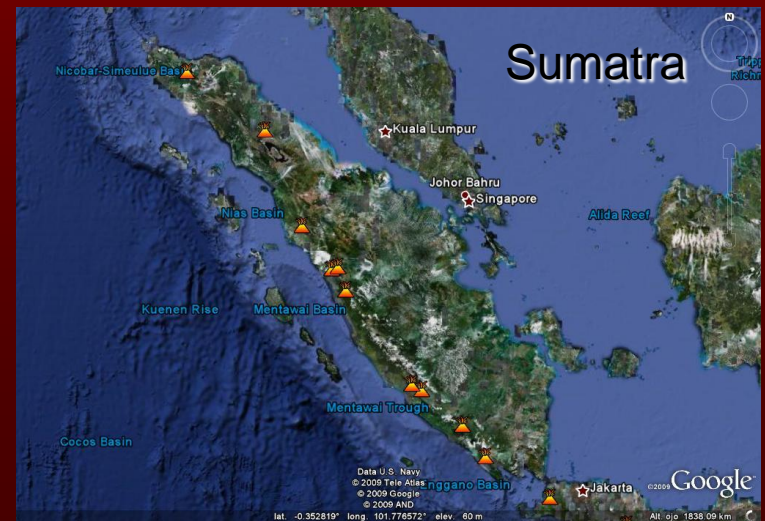 N
Sumatra
Nicobar-Simeulue Bas
Kuala Lumpur
Johor Bahru
Singapore
Nias Basin
Alida Reef
Kuenen Rise
Mentawai Basin
Mentawai Trough
Cocos Basin
Data U.S. Navy
© 2009 Tele Atlas
Enggano Basin
© 2009 Google
© 2009 AND
Jakarta
©2009 Google
lat. -0.352819° long. 101.776572° elev. 60 m
Alt. ojo 1838.09 km